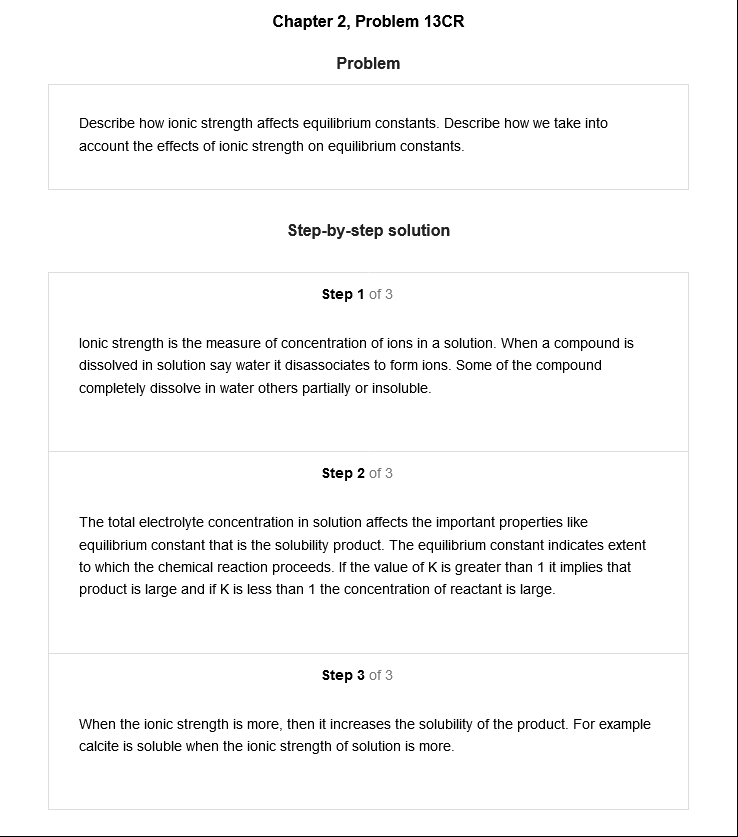 Chapter 2, Problem 13CR
Problem
Describe how ionic strength affects equilibrium constants. Describe how we take into
account the effects of ionic strength on equilibrium constants.
Step-by-step solution
Step 1 of 3
Ionic strength is the measure of concentration of ions in a solution. When a compound is
dissolved in solution say water it disassociates to form ions. Some of the compound
completely dissolve in water others partially or insoluble.
Step 2 of 3
The total electrolyte concentration in solution affects the important properties like
equilibrium constant that is the solubility product. The equilibrium constant indicates extent
to which the chemical reaction proceeds. If the value of K is greater than 1 it implies that
product is large and if K is less than 1 the concentration of reactant is large.
Step 3 of 3
When the ionic strength is more, then it increases the solubility of the product. For example
calcite is soluble when the ionic strength of solution is more.